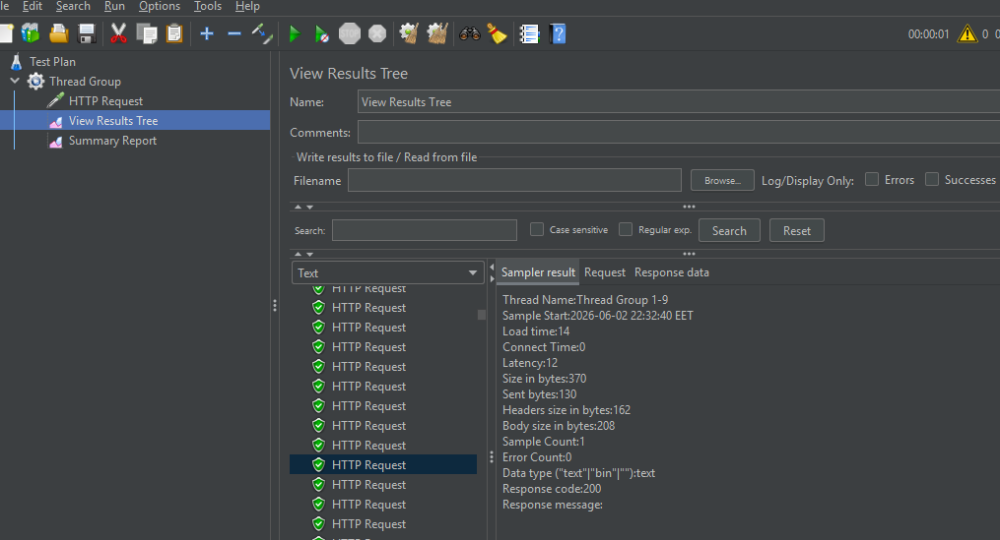 le Edit Search Run Options Tools Help
STOP
00:00:01 0 0
Test Plan
Thread Group
HTTP Request
View Results Tree
Summary Report
View Results Tree
Name: View Results Tree
Comments:
Write results to file / Read from file
Filename Browse... Log/Display Only: Errors Successes
Search: Case sensitive Regular exp. Search Reset
Text
HTTP Request
HTTP Request
HTTP Request
HTTP Request
HTTP Request
HTTP Request
HTTP Request
HTTP Request
HTTP Request
HTTP Request
HTTP Request
HTTP Request
HTTP Request
Sampler result Request Response data
Thread Name:Thread Group 1-9
Sample Start:2026-06-02 22:32:40 EET
Load time:14
Connect Time:0
Latency:12
Size in bytes:370
Sent bytes:130
Headers size in bytes:162
Body size in bytes:208
Sample Count:1
Error Count:0
Data type ("text"|"bin"|""):text
Response code:200
Response message: